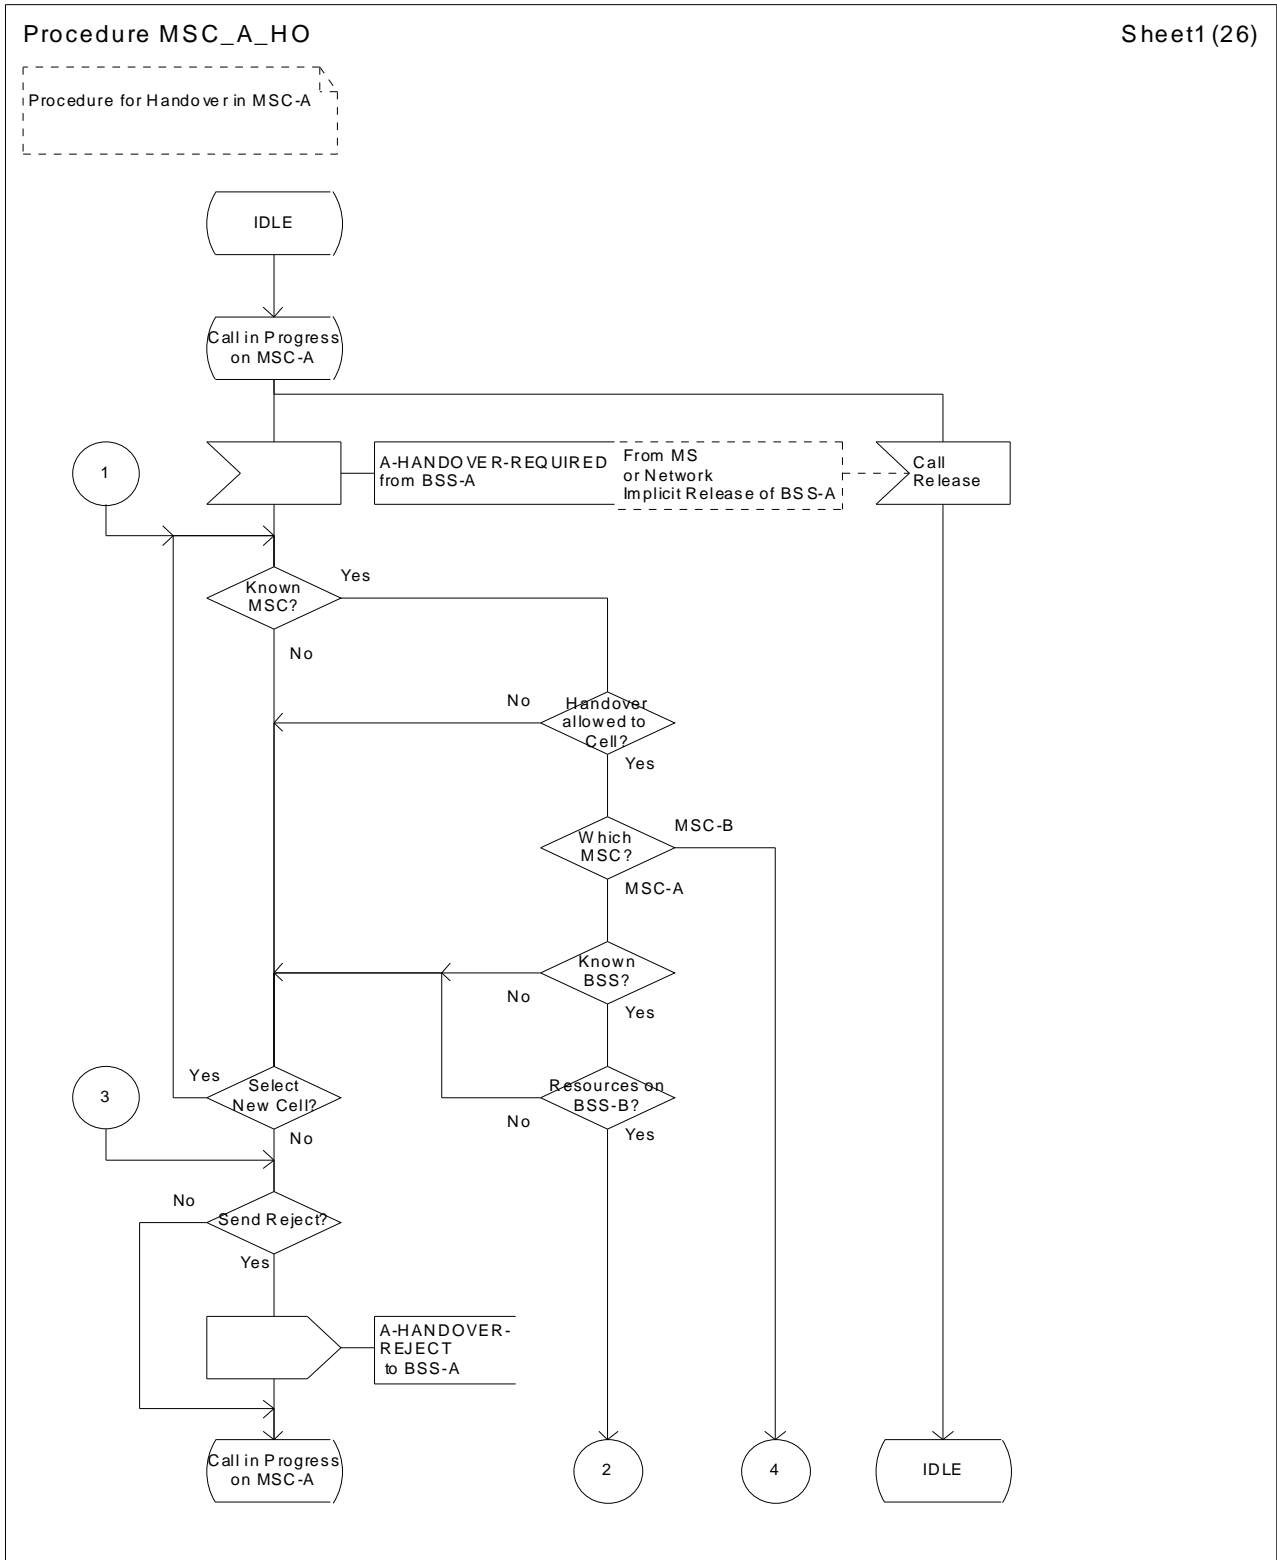 Procedure MSC_A_HO
Sheet1 (26)
Procedure for Handover in MSC-A
IDLE
Call in Progress
on MSC-A
1
A-HANDOVER-REQUIRED
from BSS-A
From MS
or Network
Implicit Release of BSS-A
Call
Release
Known
MSC?
Yes
No
Handover
allowed to
Cell?
No
Yes
Which
MSC?
MSC-B
MSC-A
Known
BSS?
No
Yes
3
Yes
Select
New Cell?
No
Resources on
BSS-B?
No
Yes
No
Send Reject?
Yes
A-HANDOVER-
REJECT
to BSS-A
Call in Progress
on MSC-A
2
4
IDLE